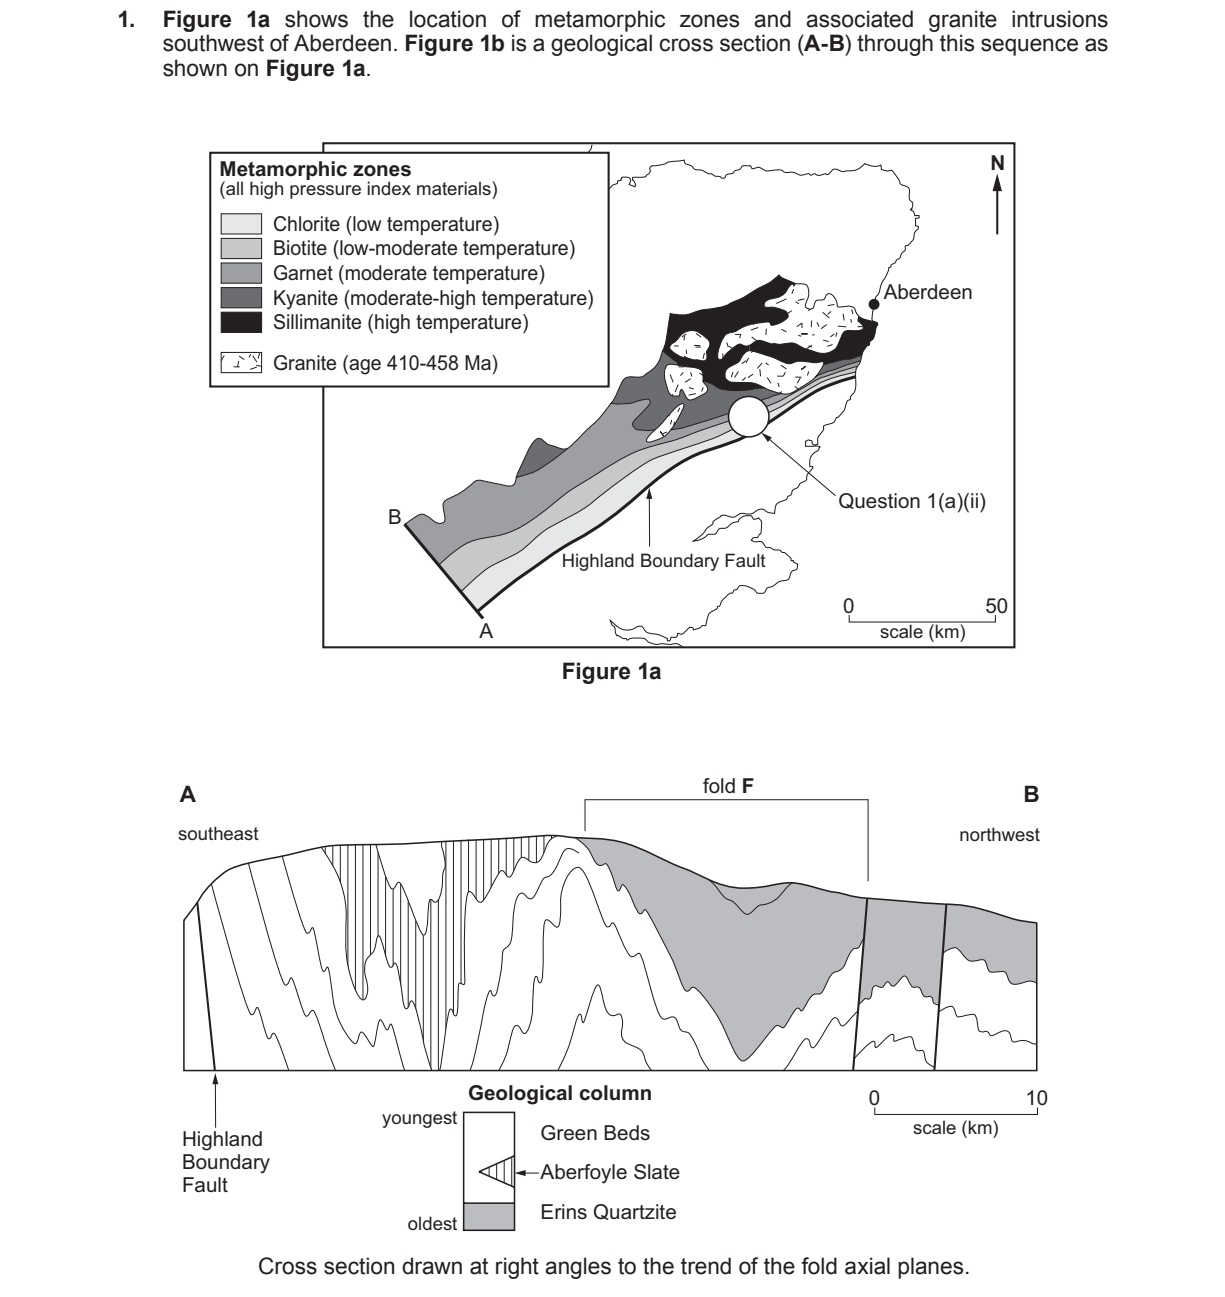 1. Figure 1a shows the location of metamorphic zones and associated granite intrusions
southwest of Aberdeen. Figure 1b is a geological cross section (A-B) through this sequence as
shown on Figure 1a.
Metamorphic zones
(all high pressure index materials)
Chlorite (low temperature)
Biotite (low-moderate temperature)
Garnet (moderate temperature)
Kyanite (moderate-high temperature)
Sillimanite (high temperature)
Granite (age 410-458 Ma)
N
Aberdeen
Question 1(a)(ii)
B
Highland Boundary Fault
A
0 50
scale (km)
Figure 1a
fold F
A B
southeast northwest
Highland
Boundary
Fault
Geological column
youngest
Green Beds
Aberfoyle Slate
Erins Quartzite
oldest
0 10
scale (km)
Cross section drawn at right angles to the trend of the fold axial planes.